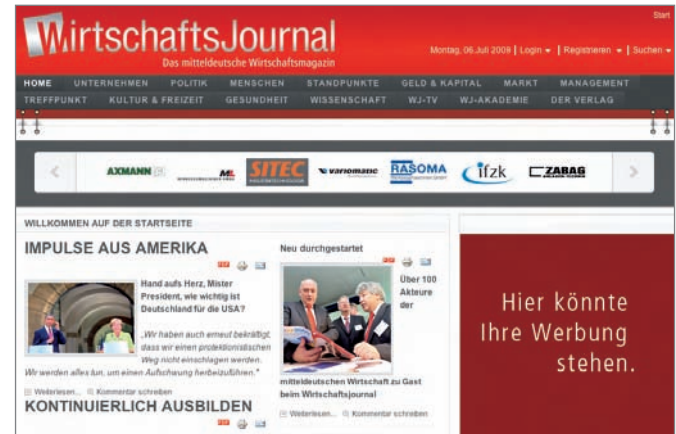 Start
WirtschaftsJournal
Das mitteldeutsche Wirtschaftsmagazin
Montag, 06.Juli 2009 | Login | Registrieren | Suchen
HOME UNTERNEHMEN POLITIK MENSCHEN STANDPUNKTE GELD & KAPITAL MARKT MANAGEMENT
TREFFPUNKT KULTUR & FREIZEIT GESUNDHEIT WISSENSCHAFT WJ-TV WJ-AKADEMIE DER VERLAG
AXMANN ML SITEC variomatic RASOMA ifzk ZABAG
WILLKOMMEN AUF DER STARTSEITE
IMPULSE AUS AMERIKA
PDF
Hand aufs Herz, Mister
President, wie wichtig ist
Deutschland für die USA?
„Wir haben auch erneut bekräftigt,
dass wir einen protektionistischen
Weg nicht einschlagen werden.
Wir werden alles tun, um einen Aufschwung herbeizuführen."
Weiterlesen... Kommentar schreiben
KONTINUIERLICH AUSBILDEN
PDF
Neu durchgestartet
PDF
Über 100
Akteure
der
mitteldeutschen Wirtschaft zu Gast
beim Wirtschaftsjournal
Weiterlesen... Kommentar schreiben
PDF
Hier könnte
Ihre Werbung
stehen.